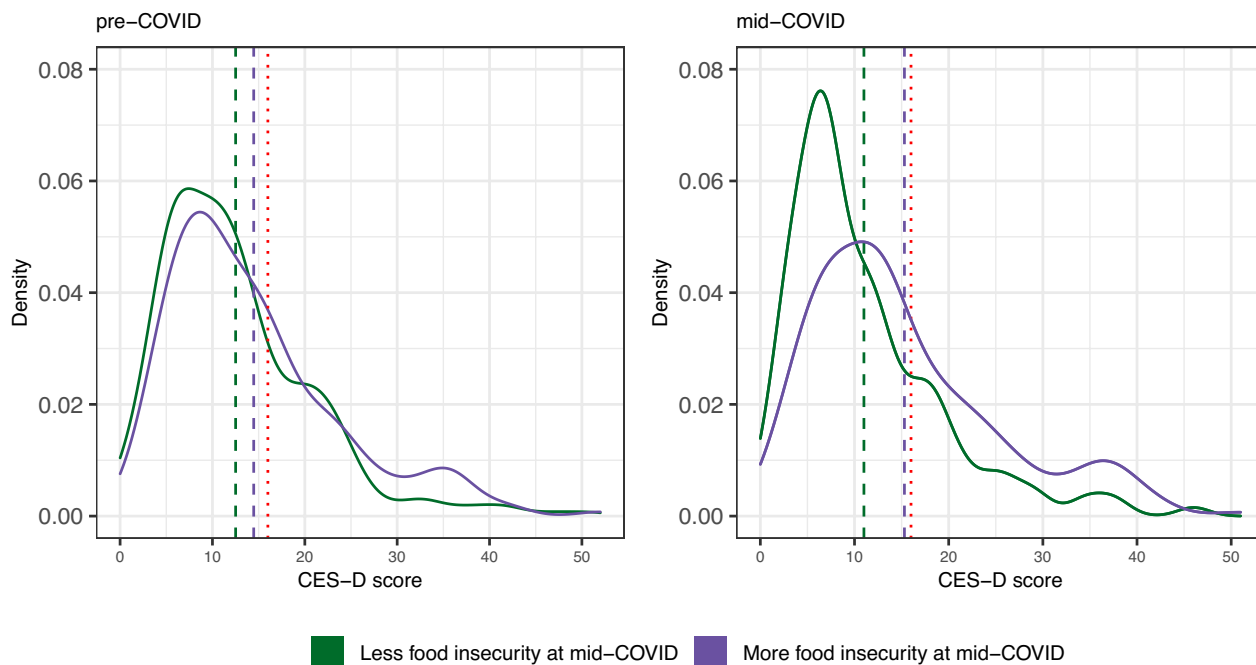 pre−COVID
mid−COVID
0.08
0.06
0.04
0.02
0.00
Density
0 10 20 30 40 50
CES−D score
0.08
0.06
0.04
0.02
0.00
Density
0 10 20 30 40 50
CES−D score
Less food insecurity at mid−COVID
More food insecurity at mid−COVID